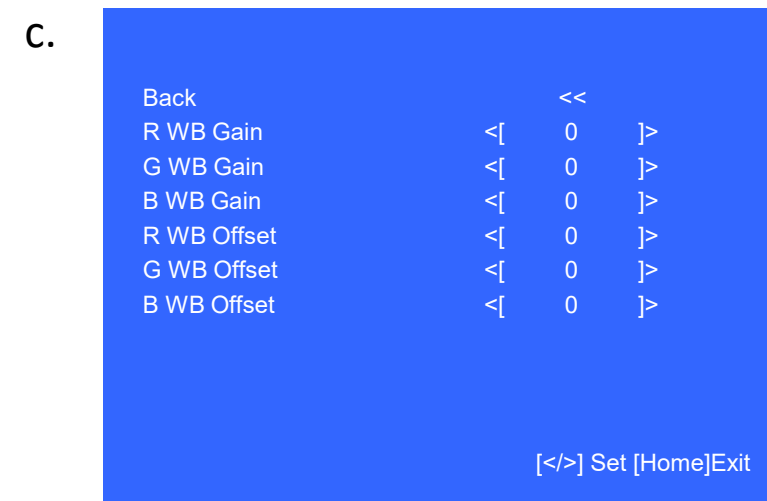 c.
Back <<
R WB Gain <[ 0 ]>
G WB Gain <[ 0 ]>
B WB Gain <[ 0 ]>
R WB Offset <[ 0 ]>
G WB Offset <[ 0 ]>
B WB Offset <[ 0 ]>
[</>] Set [Home]Exit